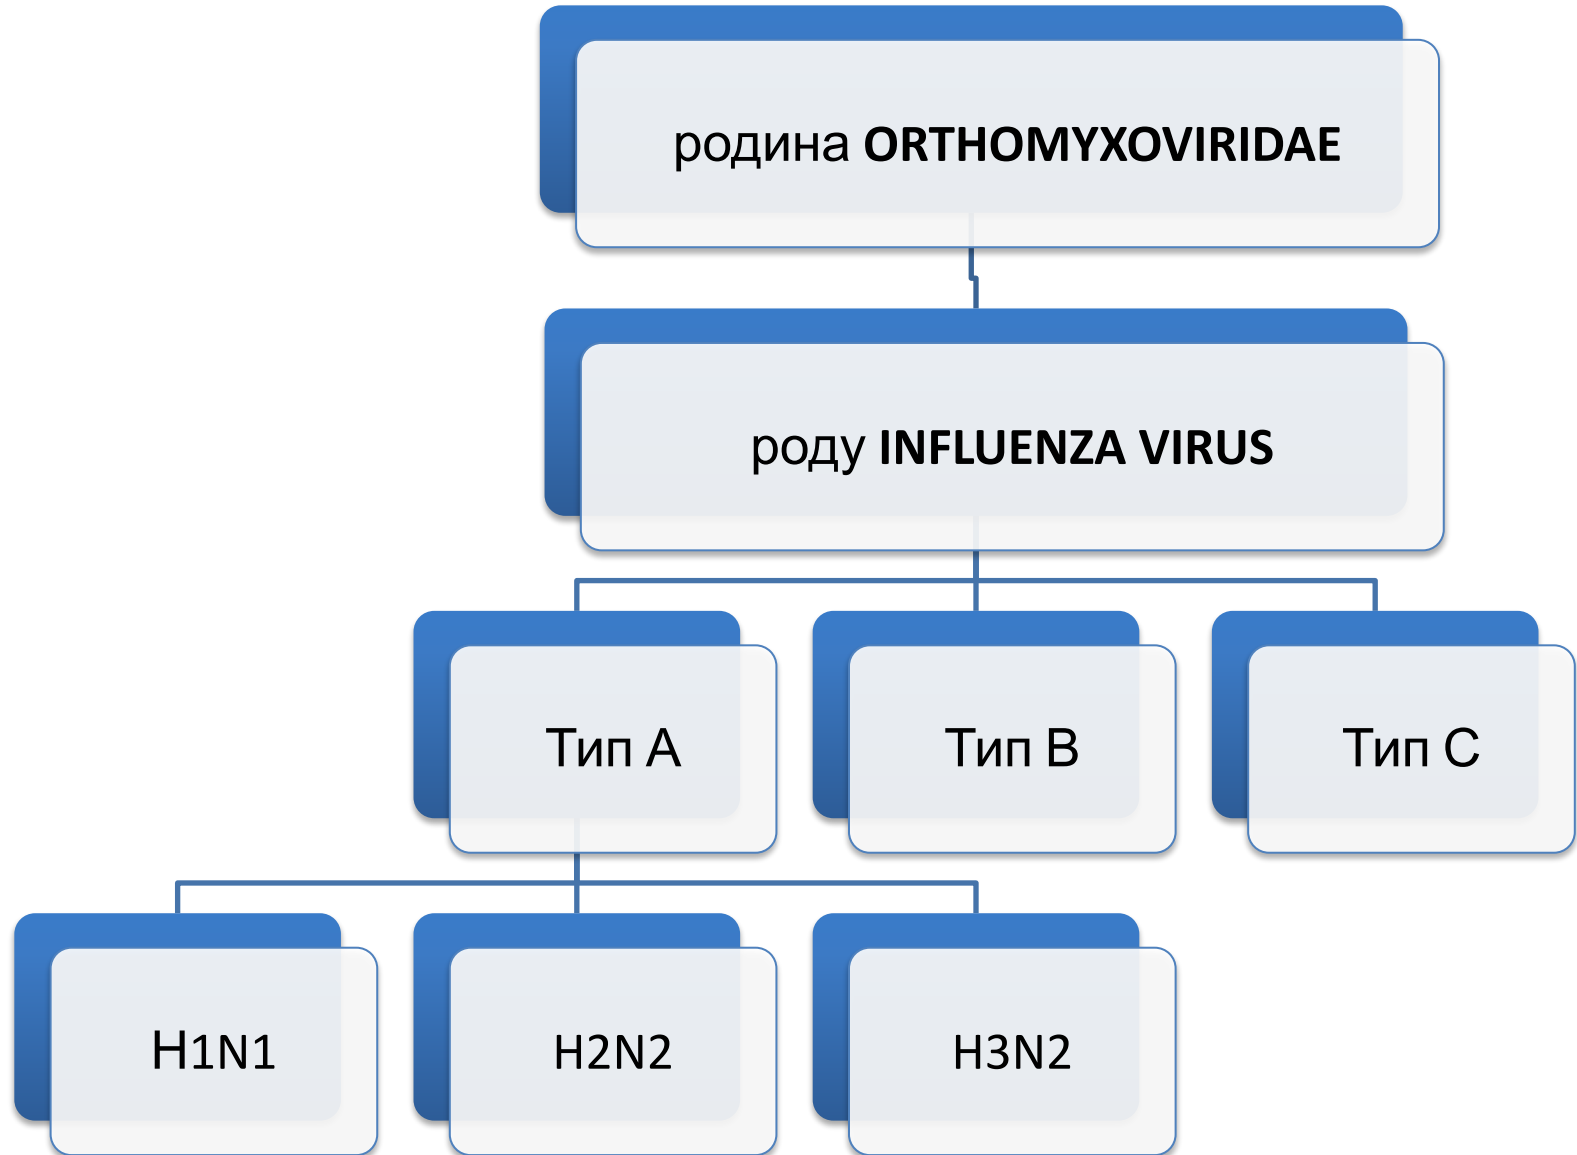 родина ORTHOMYXOVIRIDAE
роду INFLUENZA VIRUS
Тип А
Тип В
Тип С
H1N1
H2N2
H3N2